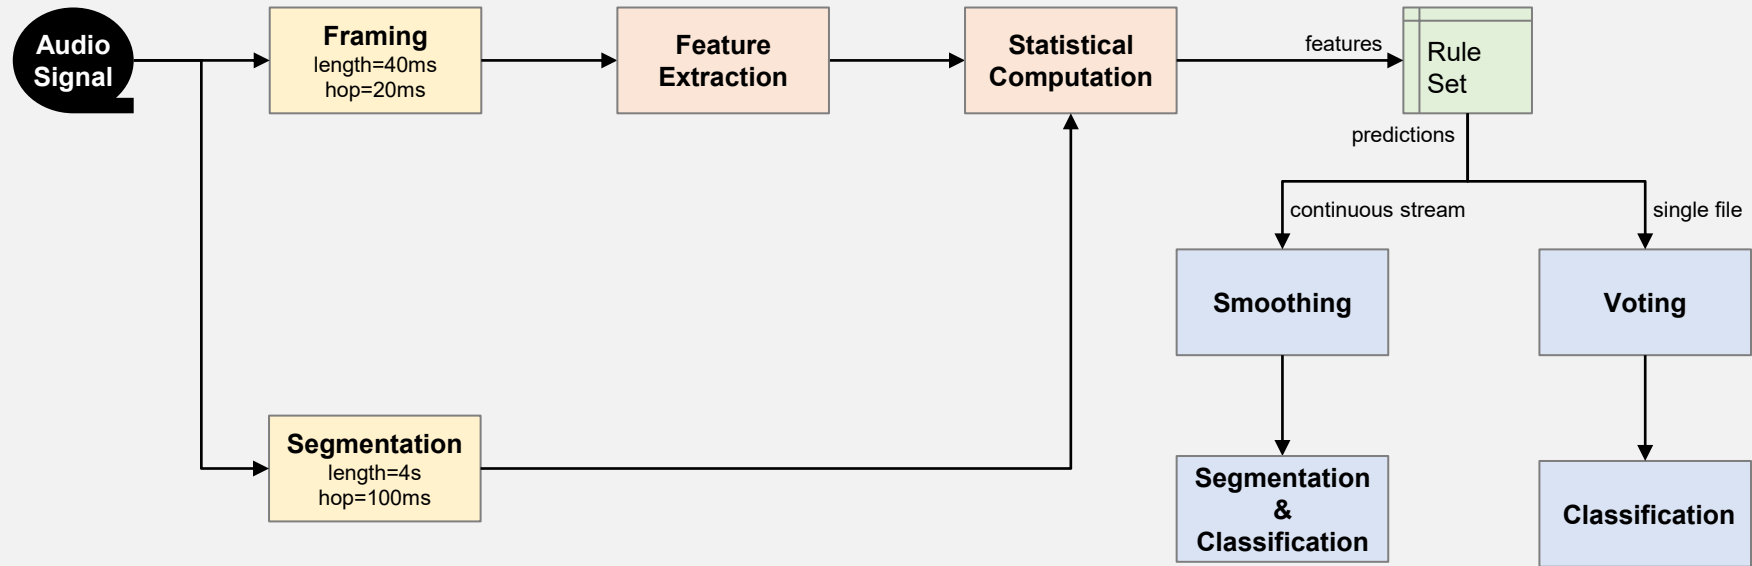 Audio
Signal
Framing
length=40ms
hop=20ms
Feature
Extraction
Statistical
Computation
features
Rule
Set
predictions
continuous stream
single file
Smoothing
Voting
Segmentation
length=4s
hop=100ms
Segmentation
&
Classification
Classification